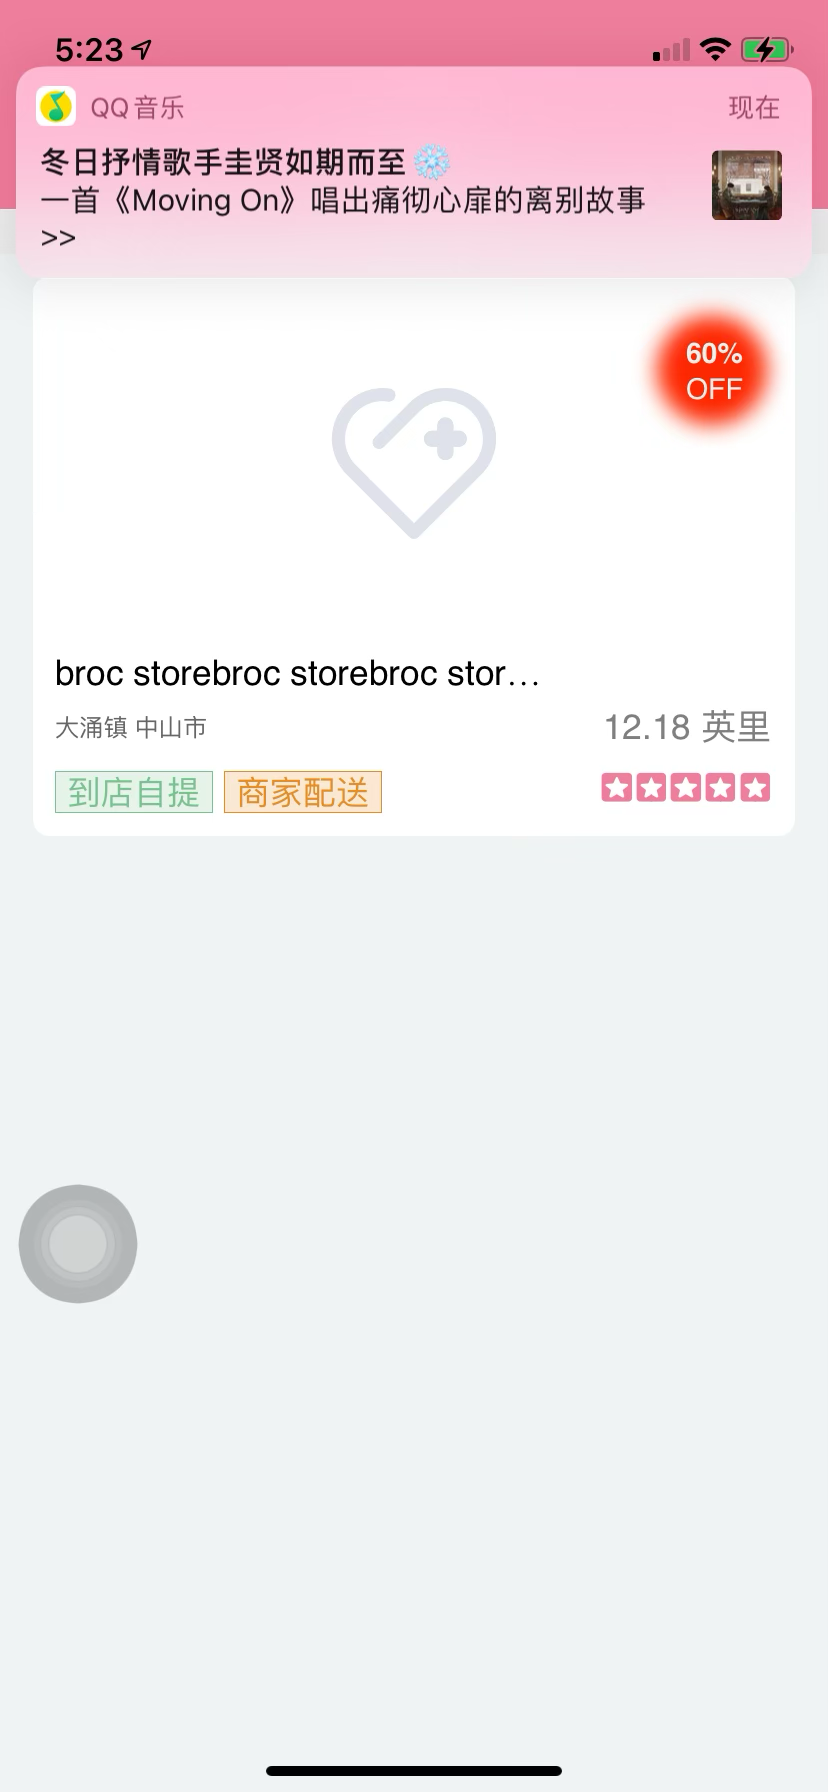 5:23
QQ音乐
现在
冬日抒情歌手圭贤如期而至❄️
一首《Moving On》唱出痛彻心扉的离别故事
>>
60%
OFF
broc storebroc storebroc stor...
大涌镇 中山市
12.18 英里
到店自提
商家配送